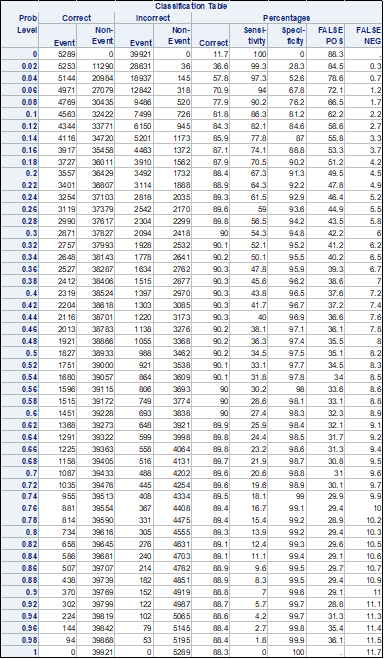 Classification Table
Prob Level Correct Incorrect Percentages
Event Non-Event Event Non-Event Correct Sensi-tivity Speci-ficity FALSE POS FALSE NEG
0 5289 0 39921 0 11.7 100 0 88.3 .
0.02 5253 11290 28631 36 36.6 99.3 28.3 84.5 0.3
0.04 5144 20984 18937 145 57.8 97.3 52.6 78.6 0.7
0.06 4971 27079 12842 318 70.9 94 67.8 72.1 1.2
0.08 4769 30435 9486 520 77.9 90.2 76.2 66.5 1.7
0.1 4563 32422 7499 726 81.8 86.3 81.2 62.2 2.2
0.12 4344 33771 6150 945 84.3 82.1 84.6 58.6 2.7
0.14 4116 34720 5201 1173 85.9 77.8 87 55.8 3.3
0.16 3917 35458 4463 1372 87.1 74.1 88.8 53.3 3.7
0.18 3727 36011 3910 1562 87.9 70.5 90.2 51.2 4.2
0.2 3557 36429 3492 1732 88.4 67.3 91.3 49.5 4.5
0.22 3401 36807 3114 1888 88.9 64.3 92.2 47.8 4.9
0.24 3254 37103 2818 2035 89.3 61.5 92.9 46.4 5.2
0.26 3119 37379 2542 2170 89.6 59 93.6 44.9 5.5
0.28 2990 37617 2304 2299 89.8 56.5 94.2 43.5 5.8
0.3 2871 37827 2094 2418 90 54.3 94.8 42.2 6
0.32 2757 37993 1928 2532 90.1 52.1 95.2 41.2 6.2
0.34 2648 38143 1778 2641 90.2 50.1 95.5 40.2 6.5
0.36 2527 38287 1634 2762 90.3 47.8 95.9 39.3 6.7
0.38 2412 38406 1515 2877 90.3 45.6 96.2 38.6 7
0.4 2319 38524 1397 2970 90.3 43.8 96.5 37.6 7.2
0.42 2204 38618 1303 3085 90.3 41.7 96.7 37.2 7.4
0.44 2116 38701 1220 3173 90.3 40 96.9 36.6 7.6
0.46 2013 38783 1138 3276 90.2 38.1 97.1 36.1 7.8
0.48 1921 38866 1055 3368 90.2 36.3 97.4 35.5 8
0.5 1827 38933 988 3462 90.2 34.5 97.5 35.1 8.2
0.52 1751 39000 921 3538 90.1 33.1 97.7 34.5 8.3
0.54 1680 39057 864 3609 90.1 31.8 97.8 34 8.5
0.56 1596 39115 806 3693 90 30.2 98 33.6 8.6
0.58 1515 39172 749 3774 90 28.6 98.1 33.1 8.8
0.6 1451 39228 693 3838 90 27.4 98.3 32.3 8.9
0.62 1368 39273 648 3921 89.9 25.9 98.4 32.1 9.1
0.64 1291 39322 599 3998 89.8 24.4 98.5 31.7 9.2
0.66 1225 39363 558 4064 89.8 23.2 98.6 31.3 9.4
0.68 1158 39405 516 4131 89.7 21.9 98.7 30.8 9.5
0.7 1087 39433 488 4202 89.6 20.6 98.8 31 9.6
0.72 1035 39476 445 4254 89.6 19.6 98.9 30.1 9.7
0.74 955 39513 408 4334 89.5 18.1 99 29.9 9.9
0.76 881 39554 367 4408 89.4 16.7 99.1 29.4 10
0.78 814 39590 331 4475 89.4 15.4 99.2 28.9 10.2
0.8 734 39616 305 4555 89.3 13.9 99.2 29.4 10.3
0.82 658 39645 276 4631 89.1 12.4 99.3 29.6 10.5
0.84 586 39681 240 4703 89.1 11.1 99.4 29.1 10.6
0.86 507 39707 214 4782 88.9 9.6 99.5 29.7 10.7
0.88 438 39739 182 4851 88.9 8.3 99.5 29.4 10.9
0.9 370 39769 152 4919 88.8 7 99.6 29.1 11
0.92 302 39799 122 4987 88.7 5.7 99.7 28.8 11.1
0.94 224 39819 102 5065 88.6 4.2 99.7 31.3 11.3
0.96 144 39842 79 5145 88.4 2.7 99.8 35.4 11.4
0.98 94 39868 53 5195 88.4 1.8 99.9 36.1 11.5
1 0 39921 0 5289 88.3 0 100 . 11.7